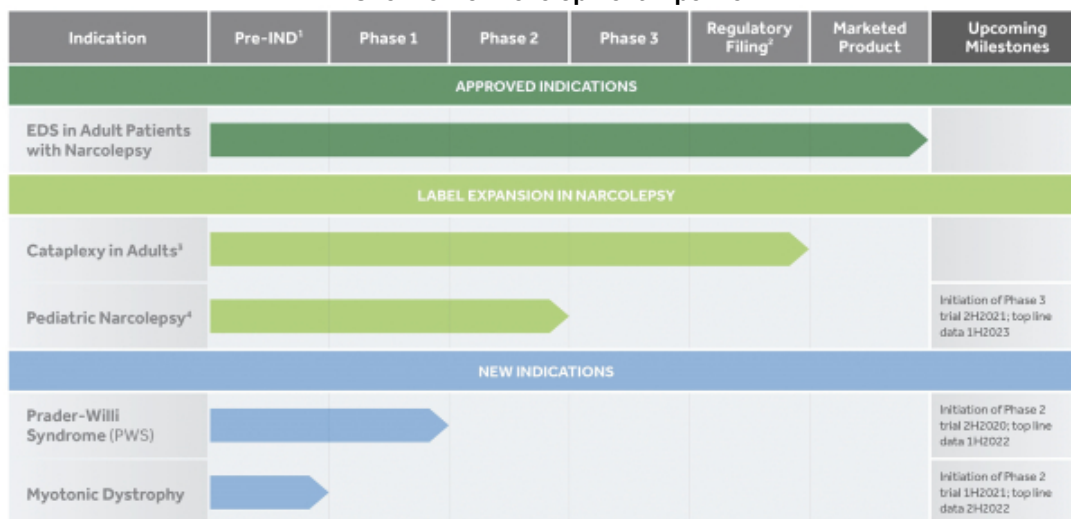 Indication
Pre-IND¹
Phase 1
Phase 2
Phase 3
Regulatory
Filing²
Marketed
Product
Upcoming
Milestones
APPROVED INDICATIONS
EDS in Adult Patients
with Narcolepsy
LABEL EXPANSION IN NARCOLEPSY
Cataplexy in Adults³
Pediatric Narcolepsy⁴
Initiation of Phase 3
trial 2H2021; top line
data 1H2023
NEW INDICATIONS
Prader-Willi
Syndrome (PWS)
Initiation of Phase 2
trial 2H2020; top line
data 1H2022
Myotonic Dystrophy
Initiation of Phase 2
trial 1H2021; top line
data 2H2022